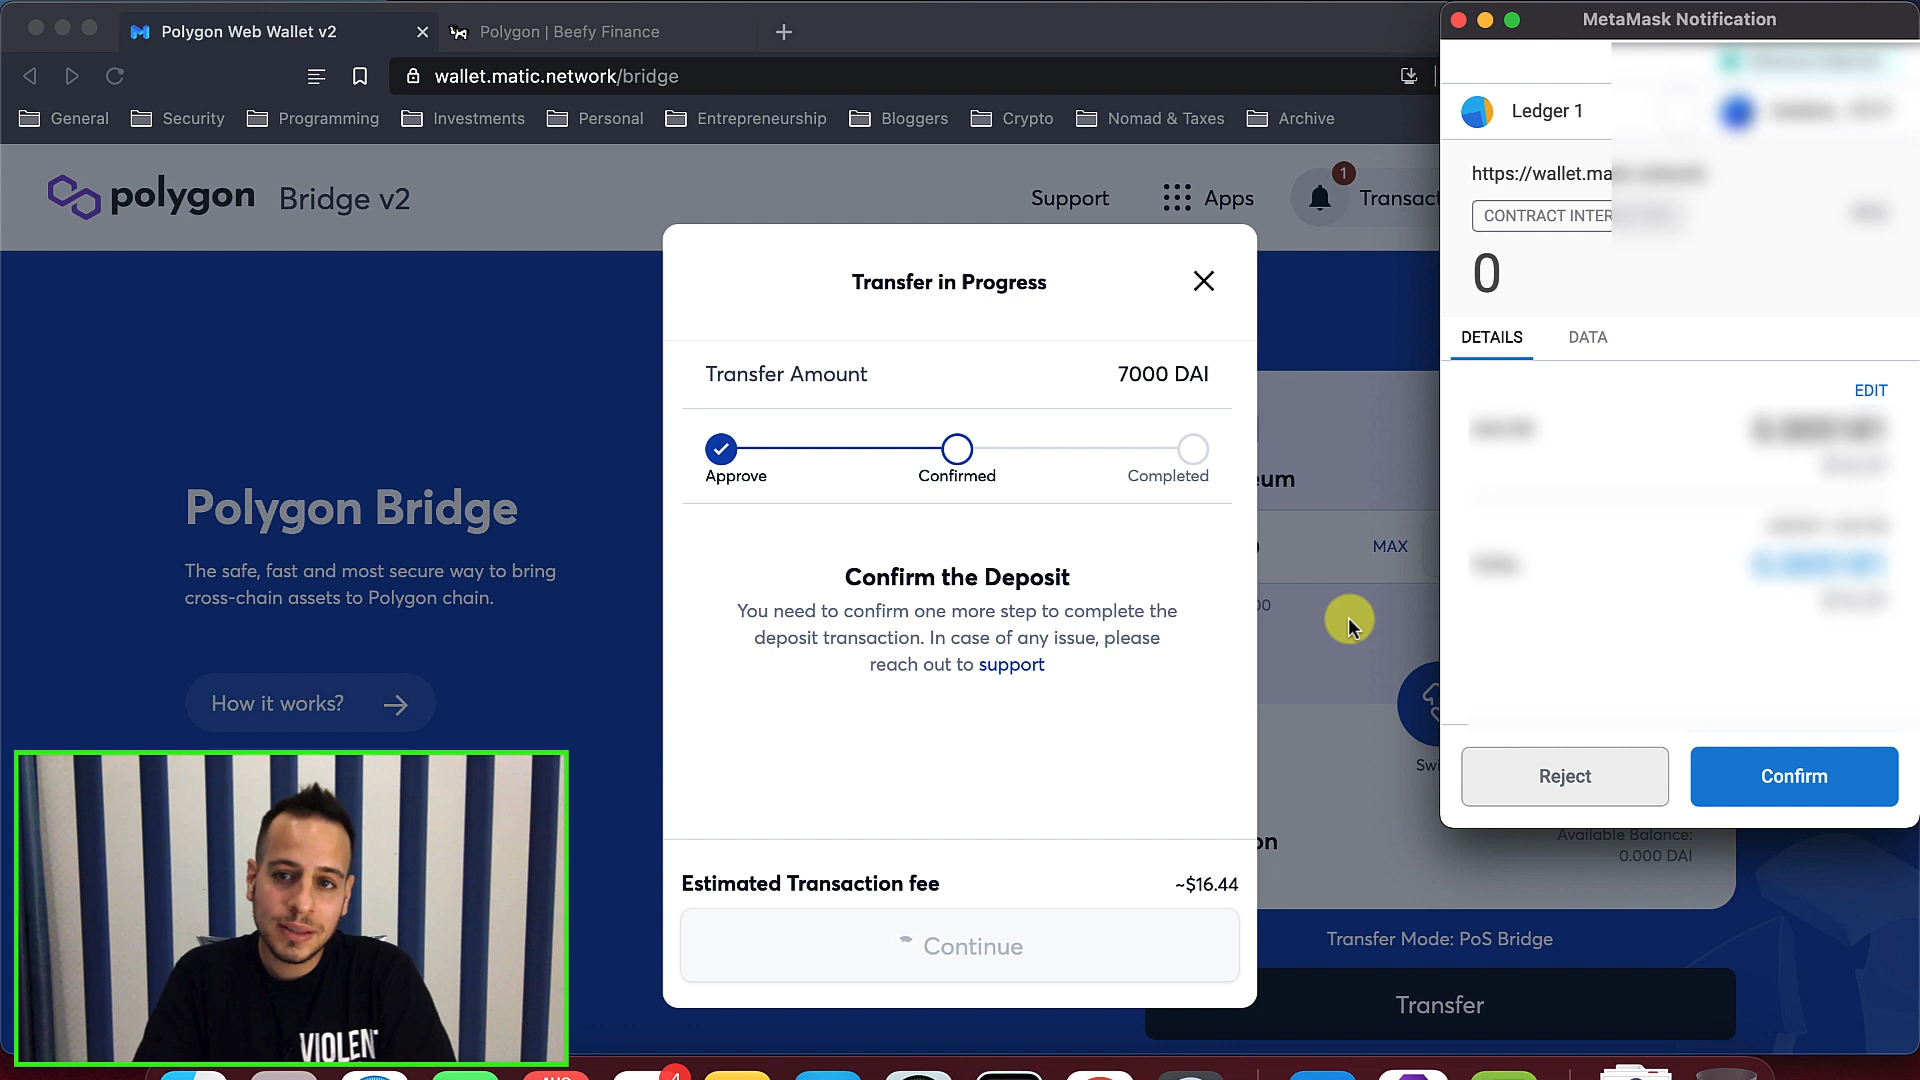 Polygon Web Wallet v2
Polygon | Beefy Finance
MetaMask Notification
wallet.matic.network/bridge
General
Security
Programming
Investments
Personal
Entrepreneurship
Bloggers
Crypto
Nomad & Taxes
Archive
Ledger 1
https://wallet.ma
CONTRACT INTER
0
DETAILS
DATA
EDIT
Reject
Confirm
polygon
Bridge v2
Support
Apps
1
Transact
Transfer in Progress
Transfer Amount
7000 DAI
Approve
Confirmed
Completed
Confirm the Deposit
You need to confirm one more step to complete the
deposit transaction. In case of any issue, please
reach out to support
Estimated Transaction fee
~$16.44
Continue
Polygon Bridge
The safe, fast and most secure way to bring
cross-chain assets to Polygon chain.
How it works?
eum
MAX
00
Swi
on
Available Balance:
0.000 DAI
Transfer Mode: PoS Bridge
Transfer
VIOLENT
4